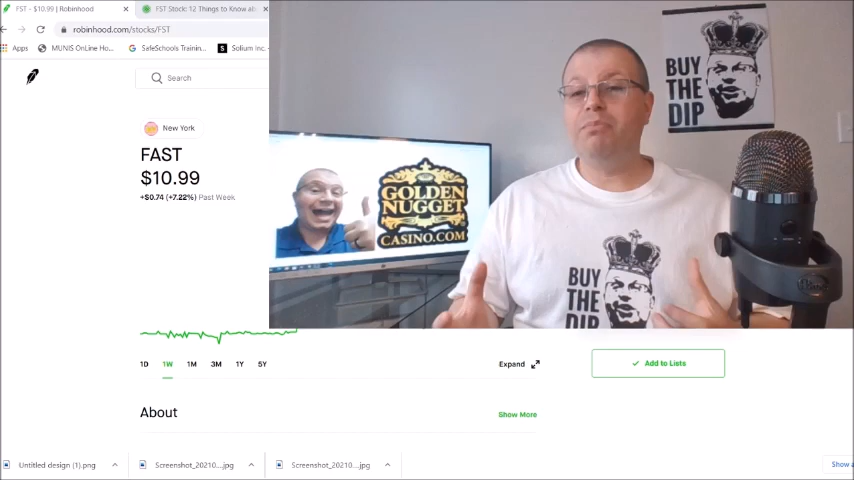 FST - $10.99 | Robinhood
FST Stock: 12 Things to Know ab
robinhood.com/stocks/FST
Apps
MUNIS OnLine Ho...
SafeSchools Trainin...
Solium Inc. -
Search
New York
FAST
$10.99
+$0.74 (+7.22%) Past Week
BUY
THE
DIP
GOLDEN
NUGGET
CASINO.COM
BUY
THE
DIP
1D
1W
1M
3M
1Y
5Y
Expand
Add to Lists
About
Show More
Untitled design (1).png
Screenshot_20210....jpg
Screenshot_20210....jpg
Show a